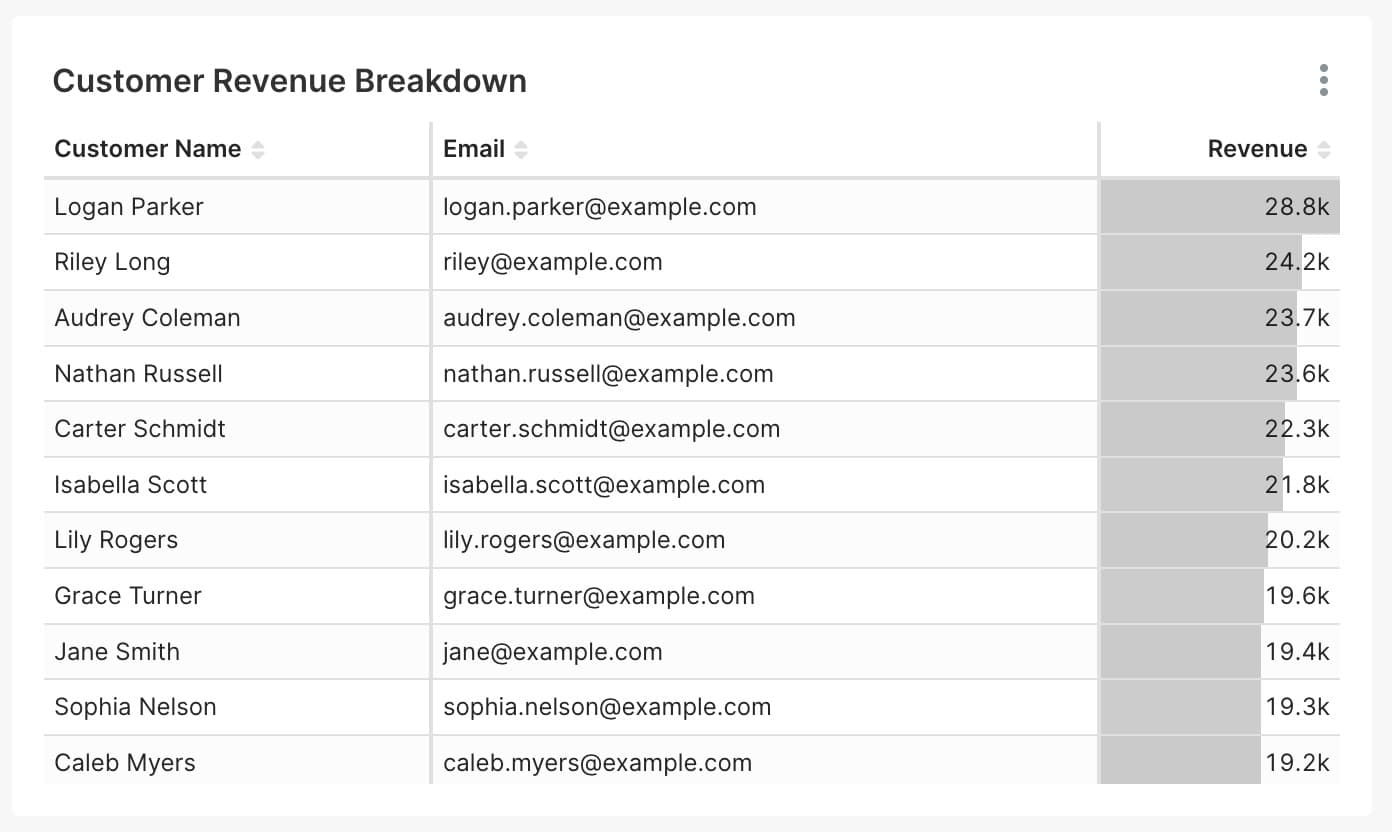 Customer Revenue Breakdown
Customer Name Email Revenue
Logan Parker logan.parker@example.com 28.8k
Riley Long riley@example.com 24.2k
Audrey Coleman audrey.coleman@example.com 23.7k
Nathan Russell nathan.russell@example.com 23.6k
Carter Schmidt carter.schmidt@example.com 22.3k
Isabella Scott isabella.scott@example.com 21.8k
Lily Rogers lily.rogers@example.com 20.2k
Grace Turner grace.turner@example.com 19.6k
Jane Smith jane@example.com 19.4k
Sophia Nelson sophia.nelson@example.com 19.3k
Caleb Myers caleb.myers@example.com 19.2k